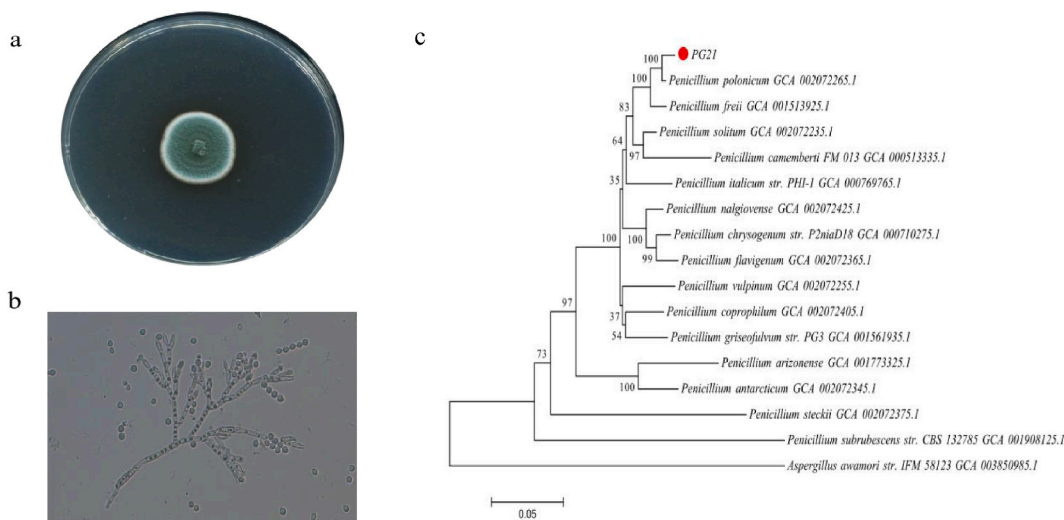 a
b
c
PG21
Penicillium polonicum GCA 002072265.1
Penicillium freii GCA 001513925.1
Penicillium solitum GCA 002072235.1
Penicillium camemberti FM 013 GCA 000513335.1
Penicillium italicum str. PHI-1 GCA 000769765.1
Penicillium nalgiovense GCA 002072425.1
Penicillium chrysogenum str. P2niaD18 GCA 000710275.1
Penicillium flavigenum GCA 002072365.1
Penicillium vulpinum GCA 002072255.1
Penicillium coprophilum GCA 002072405.1
Penicillium griseofulvum str. PG3 GCA 001561935.1
Penicillium arizonense GCA 001773325.1
Penicillium antarcticum GCA 002072345.1
Penicillium steckii GCA 002072375.1
Penicillium subrubescens str. CBS 132785 GCA 001908125.1
Aspergillus awamori str. IFM 58123 GCA 003850985.1
100
100
83
64
97
35
100
99
100
37
54
97
73
100
0.05